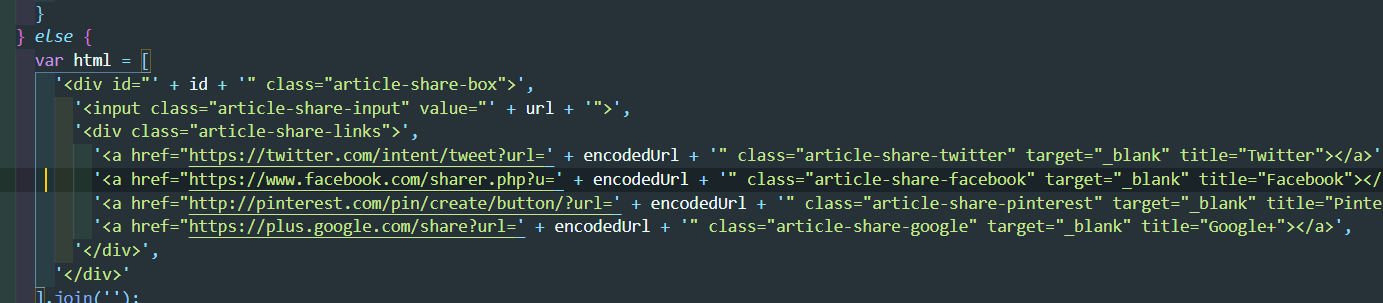 }
} else {
var html = [
'<div id="' + id + '" class="article-share-box">',
'<input class="article-share-input" value="' + url + '">',
'<div class="article-share-links">',
'<a href="https://twitter.com/intent/tweet?url=' + encodedUrl + '" class="article-share-twitter" target="_blank" title="Twitter"></a>'
'<a href="https://www.facebook.com/sharer.php?u=' + encodedUrl + '" class="article-share-facebook" target="_blank" title="Facebook"></
'<a href="http://pinterest.com/pin/create/button/?url=' + encodedUrl + '" class="article-share-pinterest" target="_blank" title="Pinte
'<a href="https://plus.google.com/share?url=' + encodedUrl + '" class="article-share-google" target="_blank" title="Google+"></a>',
'</div>',
'</div>'
].join('');